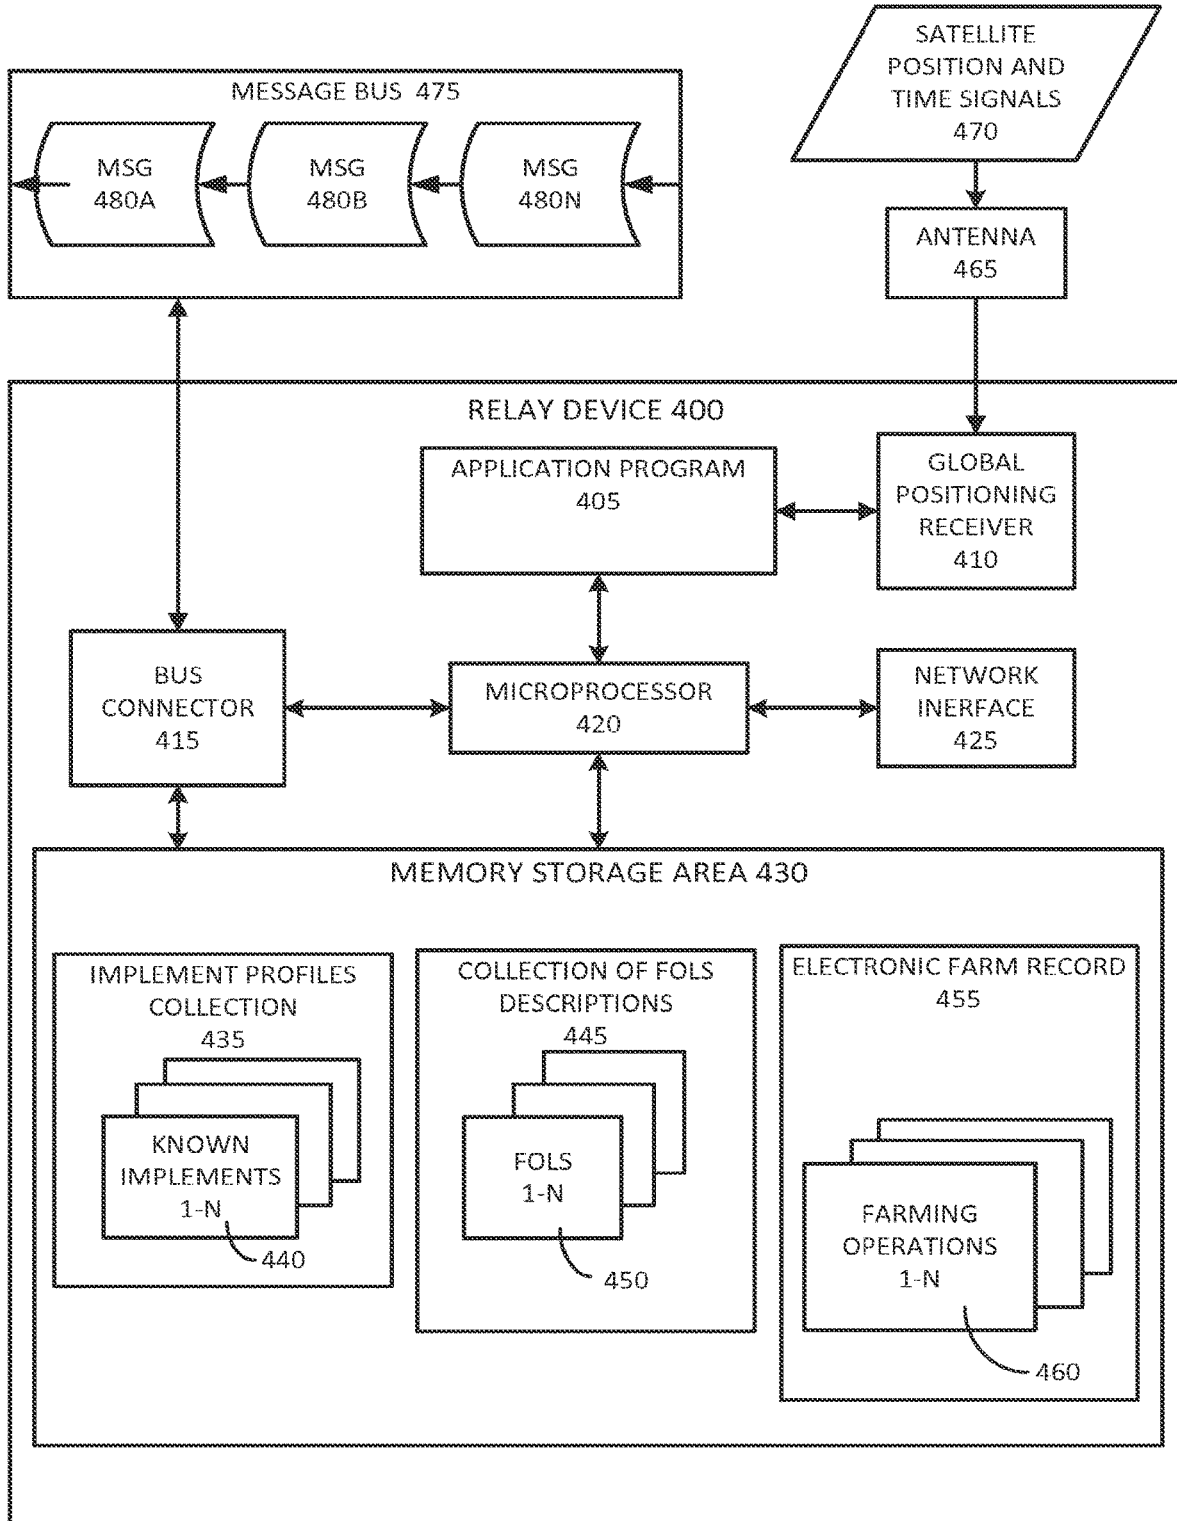 SATELLITE
POSITION AND
TIME SIGNALS
470
MESSAGE BUS 475
MSG
480A
MSG
480B
MSG
480N
ANTENNA
465
RELAY DEVICE 400
APPLICATION PROGRAM
405
GLOBAL
POSITIONING
RECEIVER
410
BUS
CONNECTOR
415
MICROPROCESSOR
420
NETWORK
INERFACE
425
MEMORY STORAGE AREA 430
IMPLEMENT PROFILES
COLLECTION
435
KNOWN
IMPLEMENTS
1-N
440
COLLECTION OF FOLS
DESCRIPTIONS
445
FOLS
1-N
450
ELECTRONIC FARM RECORD
455
FARMING
OPERATIONS
1-N
460